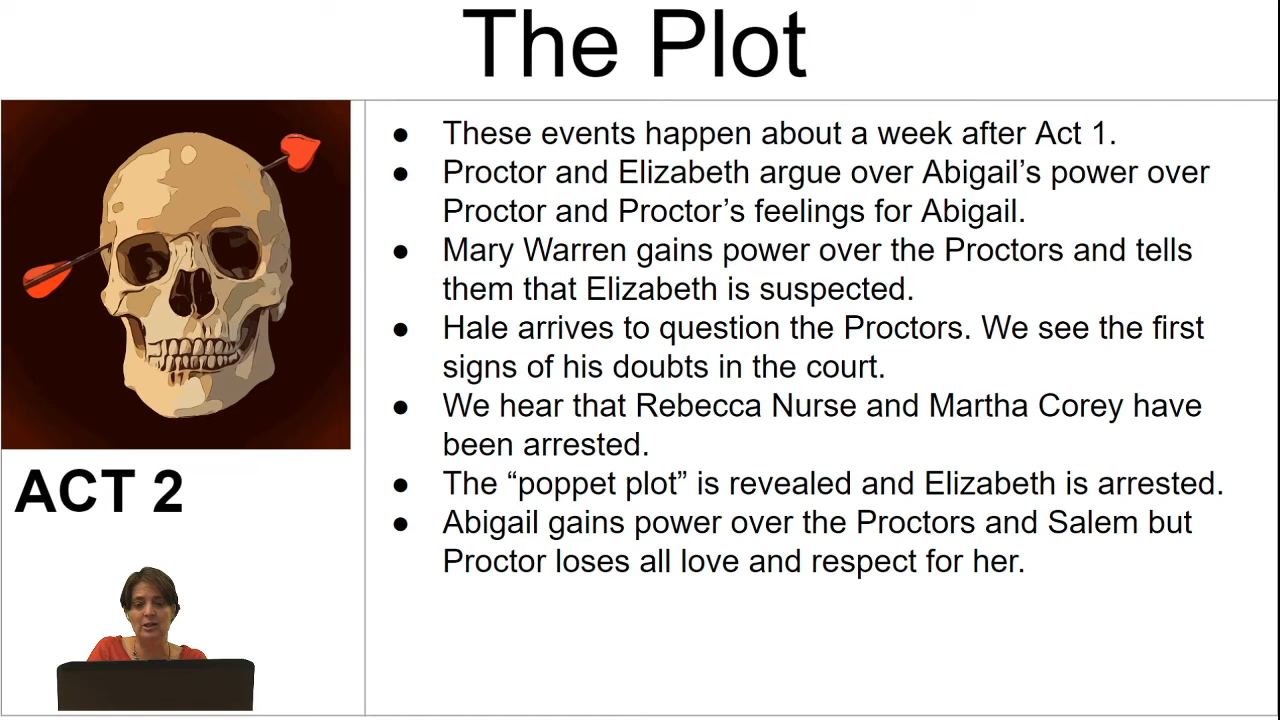 The Plot
● These events happen about a week after Act 1.
● Proctor and Elizabeth argue over Abigail’s power over
Proctor and Proctor’s feelings for Abigail.
● Mary Warren gains power over the Proctors and tells
them that Elizabeth is suspected.
● Hale arrives to question the Proctors. We see the first
signs of his doubts in the court.
● We hear that Rebecca Nurse and Martha Corey have
been arrested.
● The “poppet plot” is revealed and Elizabeth is arrested.
● Abigail gains power over the Proctors and Salem but
Proctor loses all love and respect for her.
ACT 2